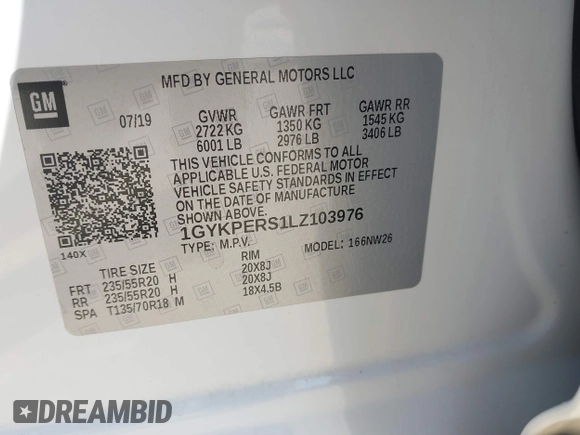 MFD BY GENERAL MOTORS LLC
GM
07/19 GVWR GAWR FRT GAWR RR
2722 KG 1350 KG 1545 KG
6001 LB 2976 LB 3406 LB
THIS VEHICLE CONFORMS TO ALL
APPLICABLE U.S. FEDERAL MOTOR
VEHICLE SAFETY STANDARDS IN EFFECT
ON THE DATE OF MANUFACTURE
1GYKPERS1LZ103976
140X
TYPE: M.P.V. MODEL: 166NW26
TIRE SIZE RIM
FRT 235/55R20 H 20X8J
RR 235/55R20 H 20X8J
SPA T135/70R18 M 18X4.5B
DREAMBID